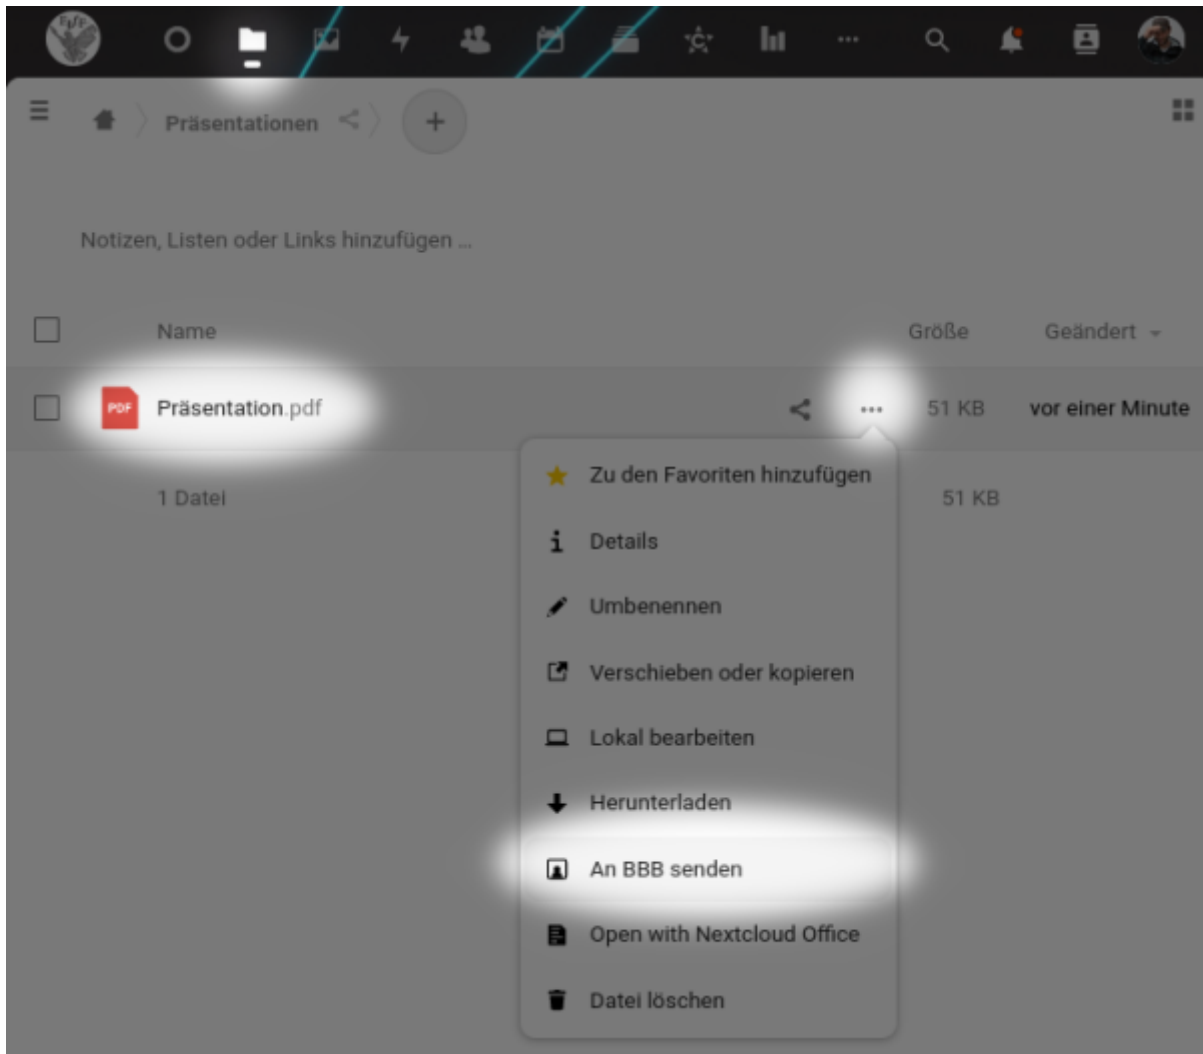 FIfF
Präsentationen
Notizen, Listen oder Links hinzufügen ...
Name Größe Geändert
PDF Präsentation.pdf 51 KB vor einer Minute
1 Datei 51 KB
Zu den Favoriten hinzufügen
Details
Umbenennen
Verschieben oder kopieren
Lokal bearbeiten
Herunterladen
An BBB senden
Open with Nextcloud Office
Datei löschen